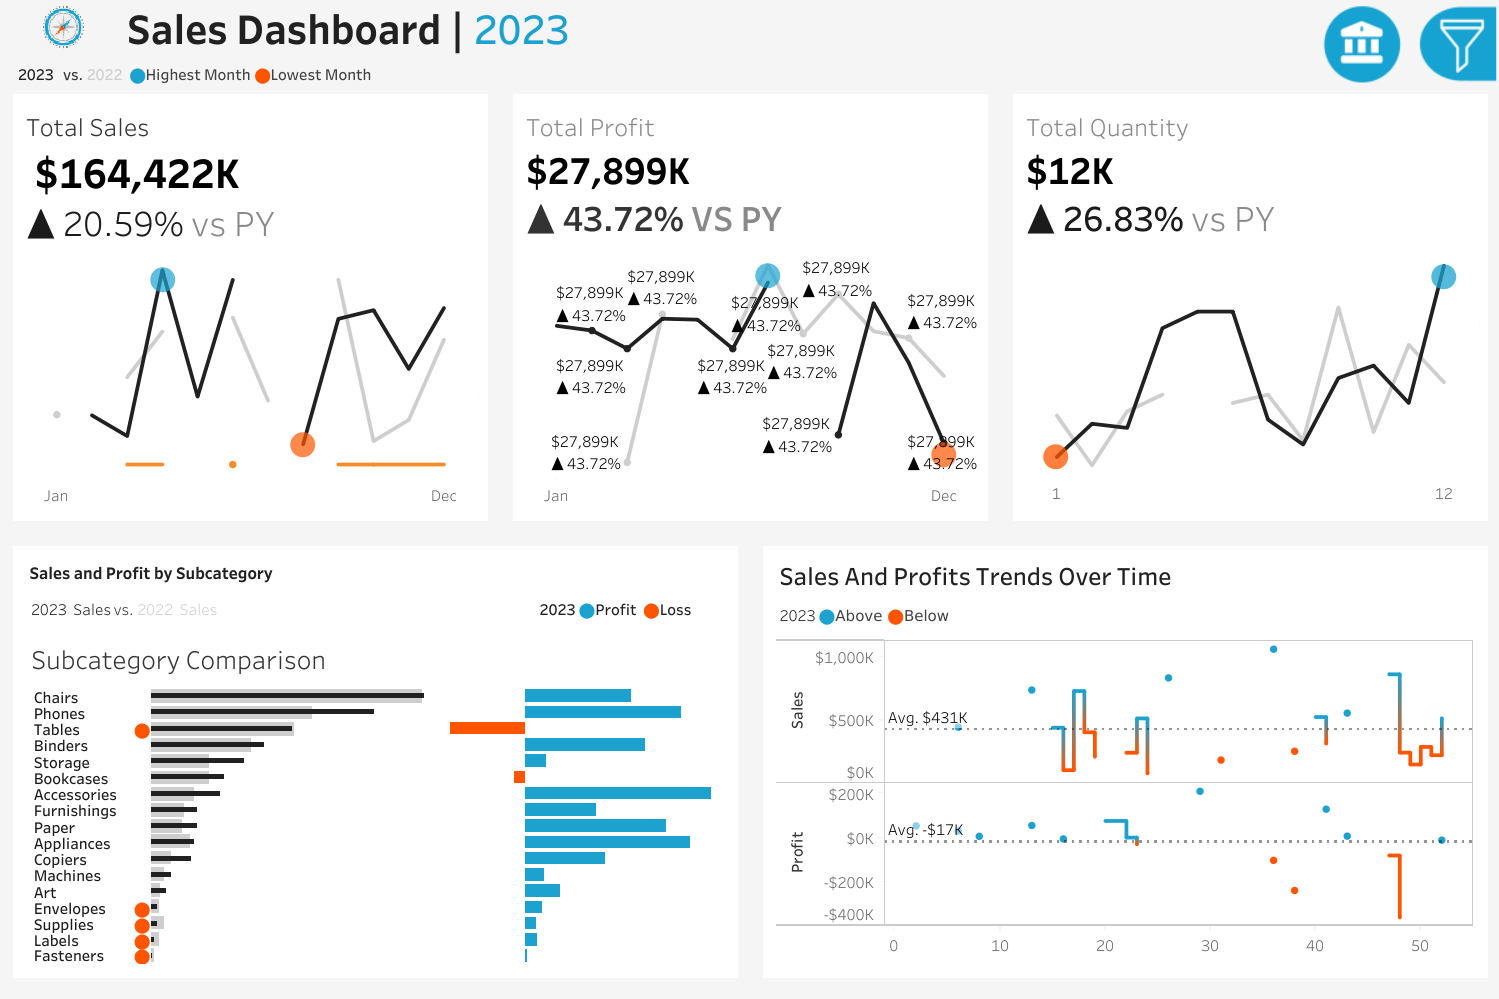 Sales Dashboard | 2023
2023 vs. 2022 Highest Month Lowest Month
Total Sales
$164,422K
▲ 20.59% vs PY
Jan
Dec
Total Profit
$27,899K
▲ 43.72% VS PY
$27,899K
▲ 43.72%
$27,899K
▲ 43.72%
$27,899K
▲ 43.72%
$27,899K
▲ 43.72%
$27,899K
▲ 43.72%
$27,899K
▲ 43.72%
$27,899K
▲ 43.72%
$27,899K
▲ 43.72%
$27,899K
▲ 43.72%
$27,899K
▲ 43.72%
$27,899K
▲ 43.72%
Jan
Dec
Total Quantity
$12K
▲ 26.83% vs PY
1
12
Sales and Profit by Subcategory
2023 Sales vs. 2022 Sales
2023 Profit Loss
Subcategory Comparison
Chairs
Phones
Tables
Binders
Storage
Bookcases
Accessories
Furnishings
Paper
Appliances
Copiers
Machines
Art
Envelopes
Supplies
Labels
Fasteners
Sales And Profits Trends Over Time
2023 Above Below
Sales
$1,000K
$500K
$0K
Avg. $431K
Profit
$200K
$0K
-$200K
-$400K
Avg. -$17K
0
10
20
30
40
50